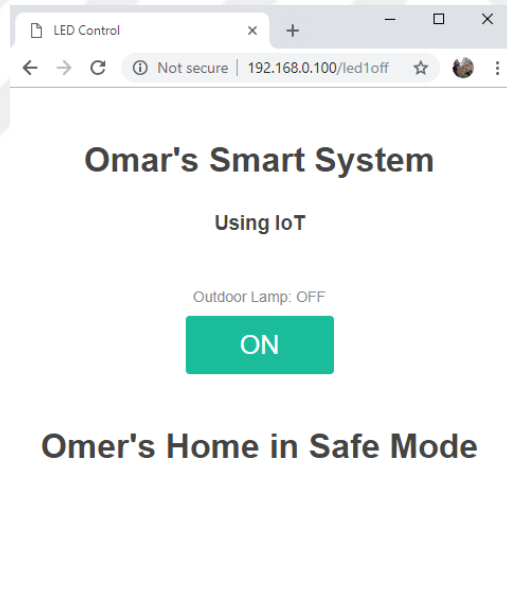 LED Control
Not secure | 192.168.0.100/led1off
Omar's Smart System
Using IoT
Outdoor Lamp: OFF
ON
Omer's Home in Safe Mode